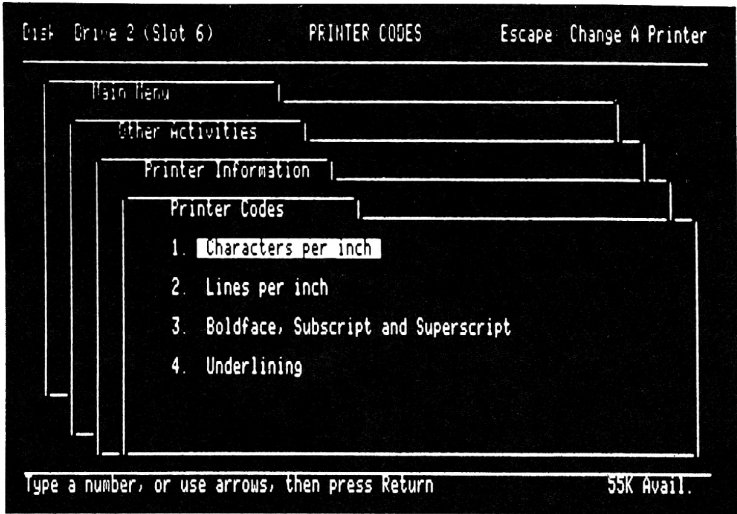 Disk Drive 2 (Slot 6) PRINTER CODES Escape Change A Printer
Main Menu
Other Activities
Printer Information
Printer Codes
1. Characters per inch
2. Lines per inch
3. Boldface, Subscript and Superscript
4. Underlining
Type a number, or use arrows, then press Return 55K Avail.